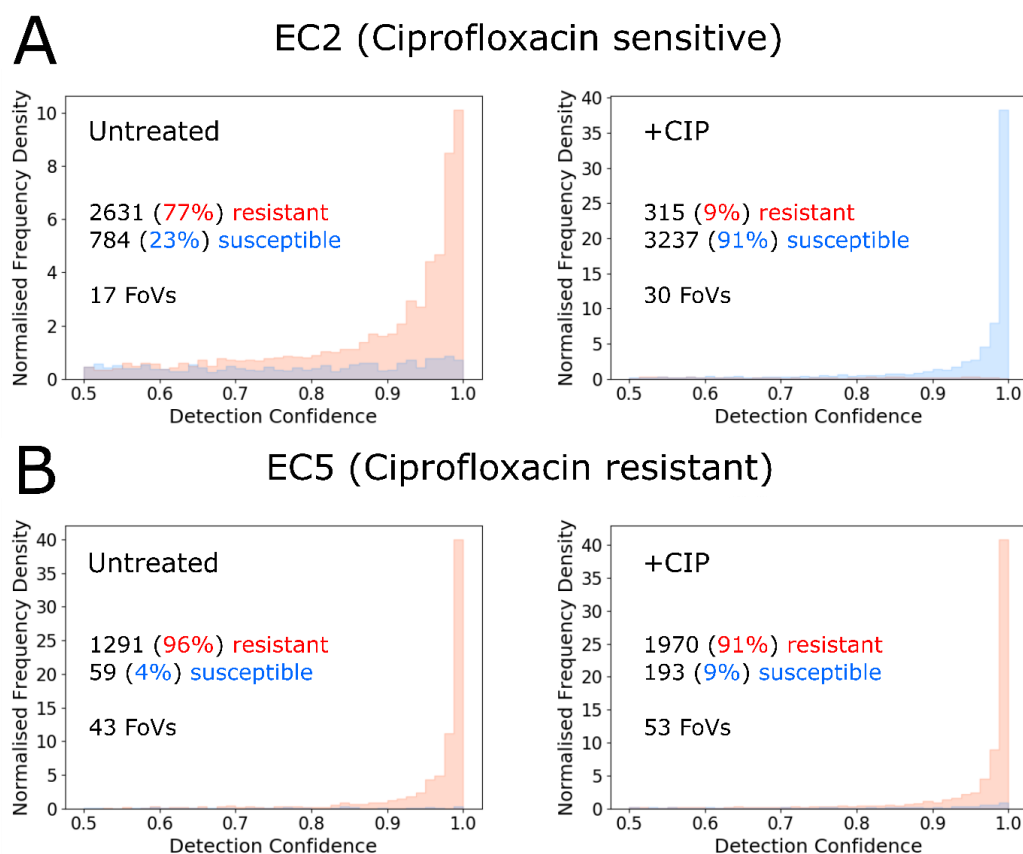 A
EC2 (Ciprofloxacin sensitive)
Normalised Frequency Density
10
8
6
4
2
0
Untreated
2631 (77%) resistant
784 (23%) susceptible
17 FoVs
0.5 0.6 0.7 0.8 0.9 1.0
Detection Confidence
Normalised Frequency Density
40
35
30
25
20
15
10
5
0
+CIP
315 (9%) resistant
3237 (91%) susceptible
30 FoVs
0.5 0.6 0.7 0.8 0.9 1.0
Detection Confidence
B
EC5 (Ciprofloxacin resistant)
Normalised Frequency Density
40
35
30
25
20
15
10
5
0
Untreated
1291 (96%) resistant
59 (4%) susceptible
43 FoVs
0.5 0.6 0.7 0.8 0.9 1.0
Detection Confidence
Normalised Frequency Density
40
35
30
25
20
15
10
5
0
+CIP
1970 (91%) resistant
193 (9%) susceptible
53 FoVs
0.5 0.6 0.7 0.8 0.9 1.0
Detection Confidence